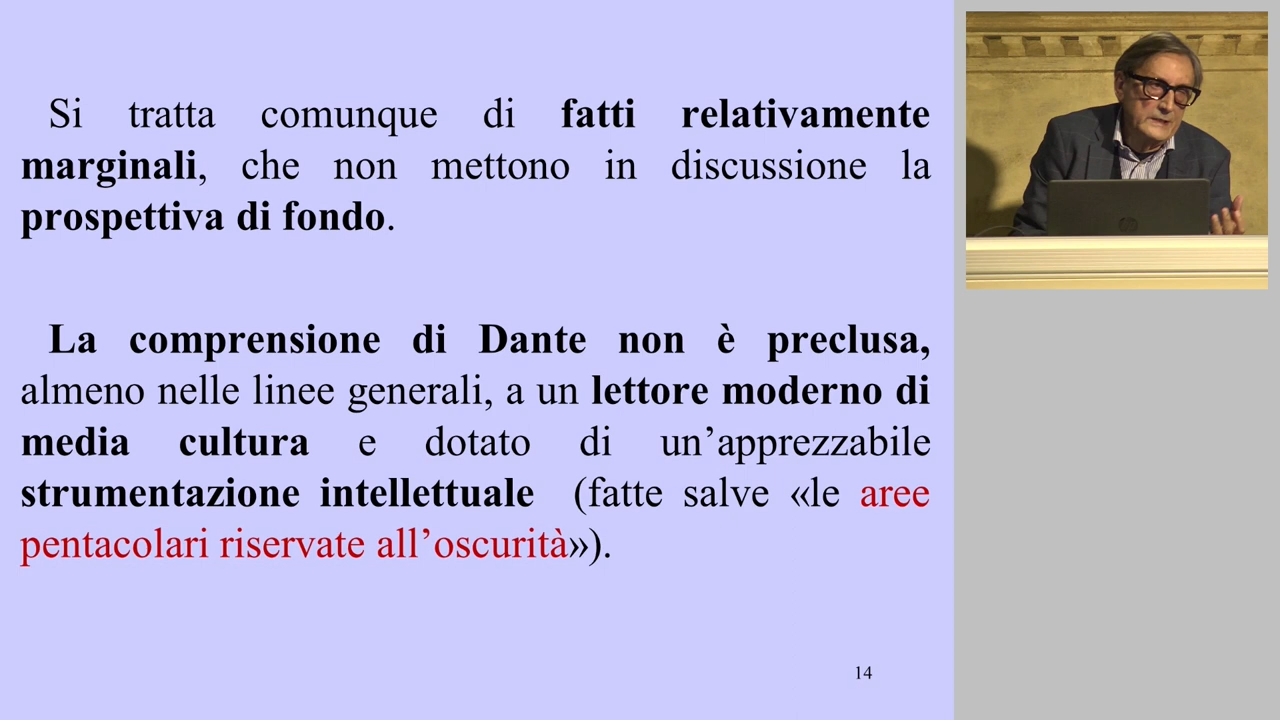 Si tratta comunque di fatti relativamente
marginali, che non mettono in discussione la
prospettiva di fondo.
La comprensione di Dante non è preclusa,
almeno nelle linee generali, a un lettore moderno di
media cultura e dotato di un’apprezzabile
strumentazione intellettuale (fatte salve «le aree
pentacolari riservate all’oscurità»).
14